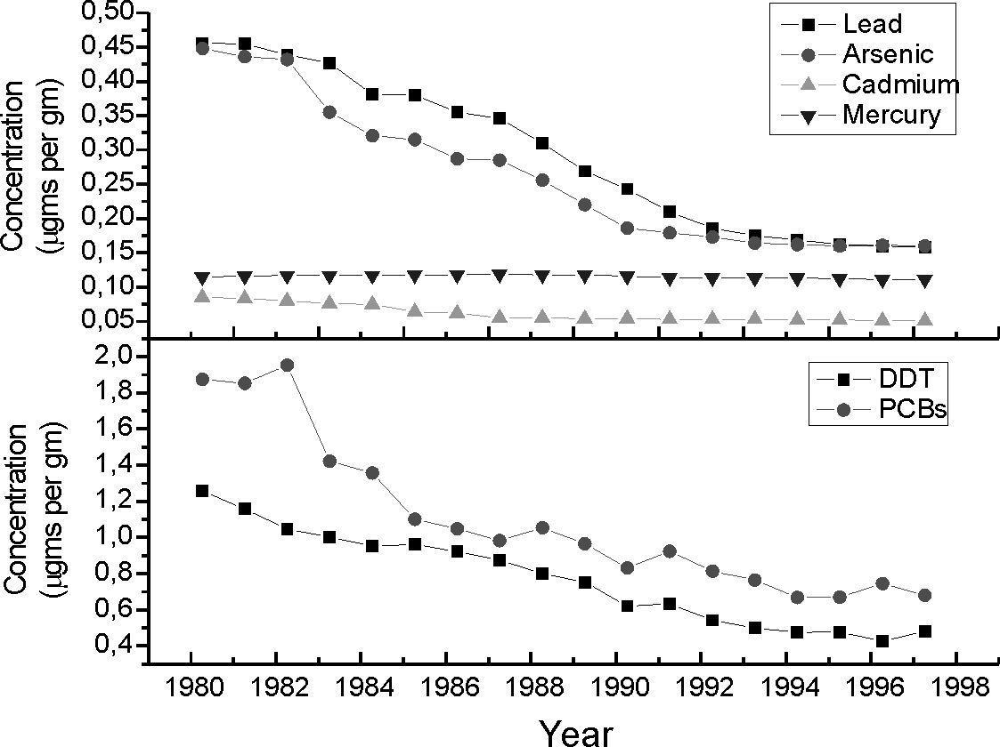 0,50
0,45
0,40
0,35
0,30
0,25
0,20
0,15
0,10
0,05
Concentration
(μgms per gm)
Lead
Arsenic
Cadmium
Mercury
2,0
1,8
1,6
1,4
1,2
1,0
0,8
0,6
0,4
Concentration
(μgms per gm)
DDT
PCBs
1980 1982 1984 1986 1988 1990 1992 1994 1996 1998
Year